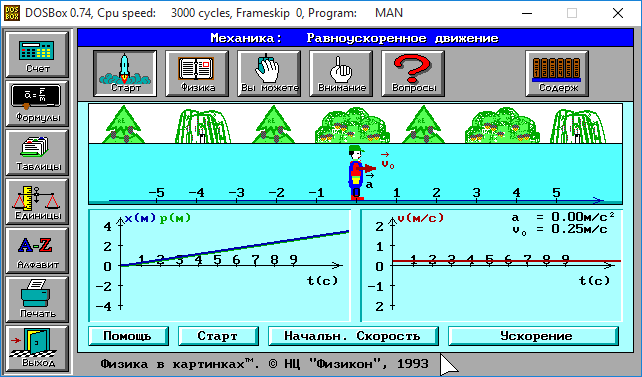 DOSBox 0.74, Cpu speed: 3000 cycles, Frameskip 0, Program: MAN
Механика: Равноускоренное движение
Счет
Формулы
Таблицы
Единицы
Алфавит
Печать
Выход
Старт
Физика
Вы можете
Внимание
Вопросы
Содерж
v₀
a
-5 -4 -3 -2 -1 0 1 2 3 4 5
x(м) p(м)
4
2
0
-2
-4
1 2 3 4 5 6 7 8 9
t(c)
v(м/с)
2
1
0
1
2
1 2 3 4 5 6 7 8 9
t(c)
a = 0.00м/с²
v₀ = 0.25м/с
Помощь
Старт
Начальн. Скорость
Ускорение
Физика в картинках™. © НЦ "Физикон", 1993